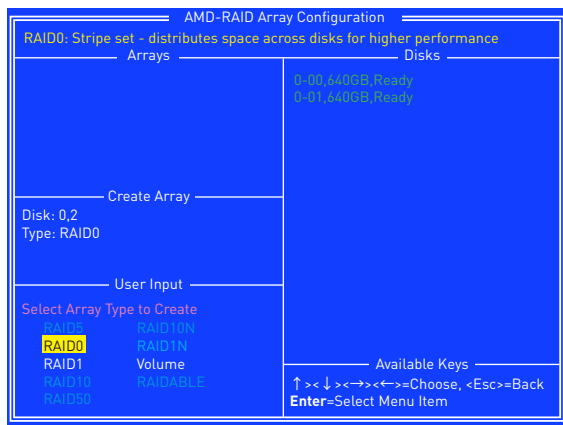 AMD-RAID Array Configuration
RAID0: Stripe set - distributes space across disks for higher performance
Arrays
Disks
0-00,640GB,Ready
0-01,640GB,Ready
Create Array
Disk: 0,2
Type: RAID0
User Input
Select Array Type to Create
RAID5 RAID10N
RAID0 RAID1N
RAID1 Volume
RAID10 RAIDABLE
RAID50
Available Keys
↑><↓><→><←>=Choose, <Esc>=Back
Enter=Select Menu Item